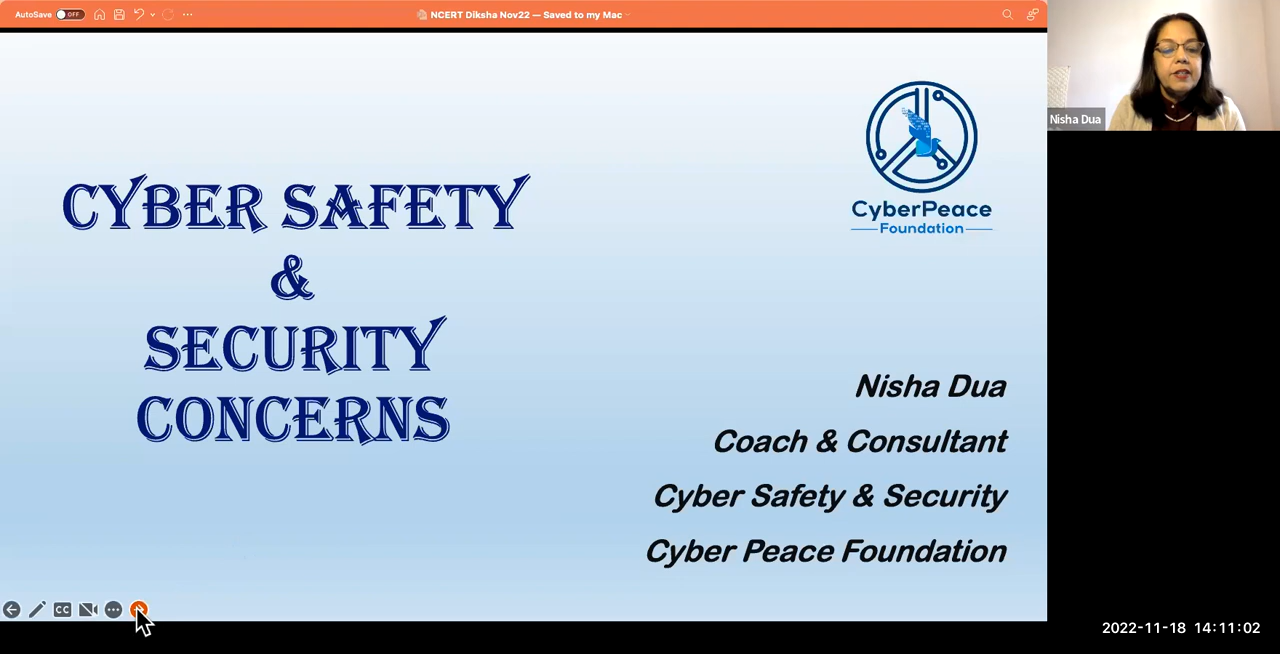 AutoSave OFF
NCERT Diksha Nov22 — Saved to my Mac
CyberPeace
Foundation
CYBER SAFETY
&
SECURITY
CONCERNS
Nisha Dua
Coach & Consultant
Cyber Safety & Security
Cyber Peace Foundation
Nisha Dua
CC
2022-11-18 14:11:02